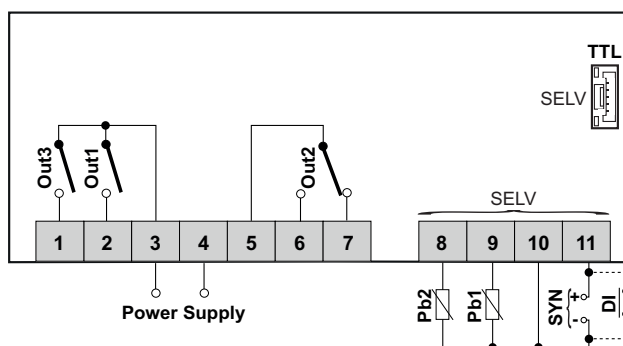 TTL
SELV
Out3
Out1
Out2
SELV
1 2 3 4 5 6 7 8 9 10 11
Power Supply
Pb2
Pb1
SYN
+
-
DI